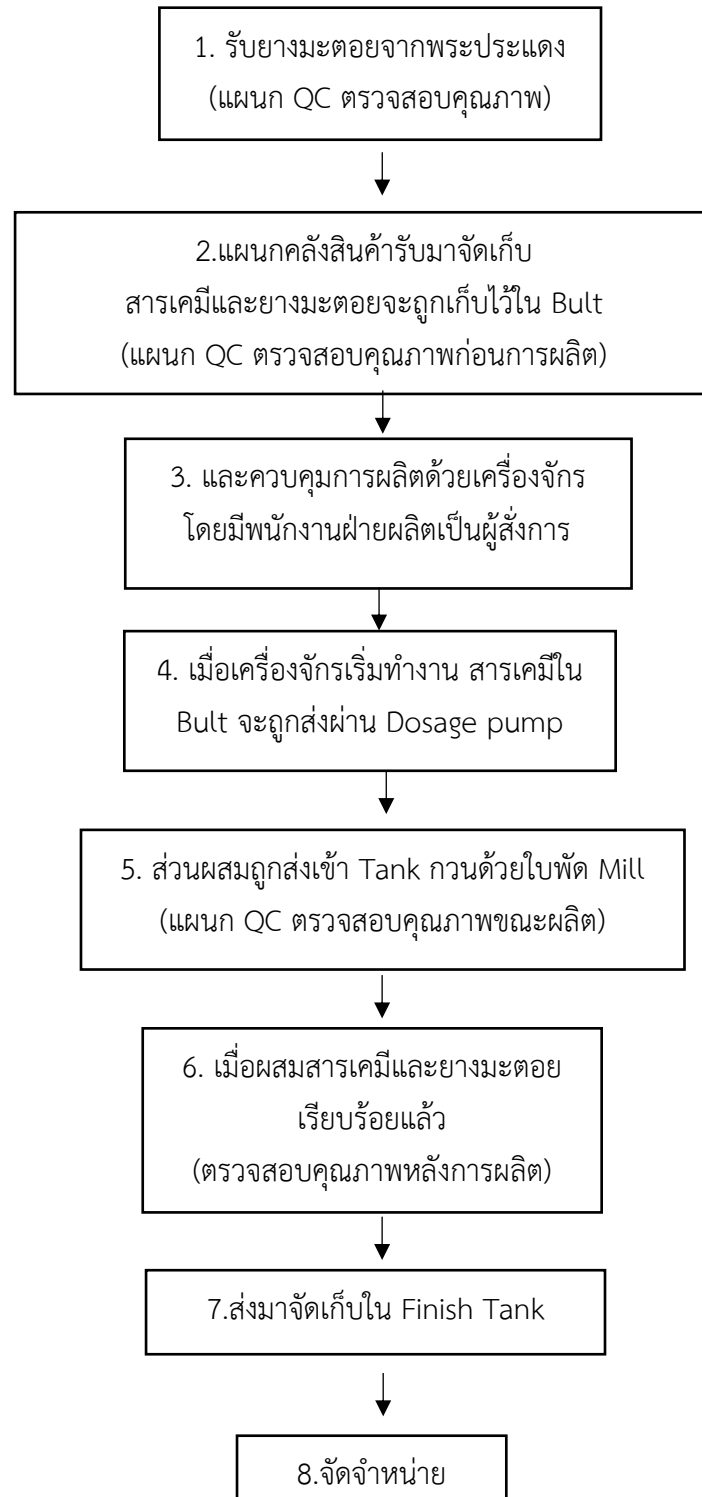 1. รับยางมะตอยจากพระประแดง
(แผนก QC ตรวจสอบคุณภาพ)
2.แผนกคลังสินค้ารับมาจัดเก็บ
สารเคมีและยางมะตอยจะถูกเก็บไว้ใน Bult
(แผนก QC ตรวจสอบคุณภาพก่อนการผลิต)
3. และควบคุมการผลิตด้วยเครื่องจักร
โดยมีพนักงานฝ่ายผลิตเป็นผู้สั่งการ
4. เมื่อเครื่องจักรเริ่มทำงาน สารเคมีใน
Bult จะถูกส่งผ่าน Dosage pump
5. ส่วนผสมถูกส่งเข้า Tank กวนด้วยใบพัด Mill
(แผนก QC ตรวจสอบคุณภาพขณะผลิต)
6. เมื่อผสมสารเคมีและยางมะตอย
เรียบร้อยแล้ว
(ตรวจสอบคุณภาพหลังการผลิต)
7.ส่งมาจัดเก็บใน Finish Tank
8.จัดจำหน่าย